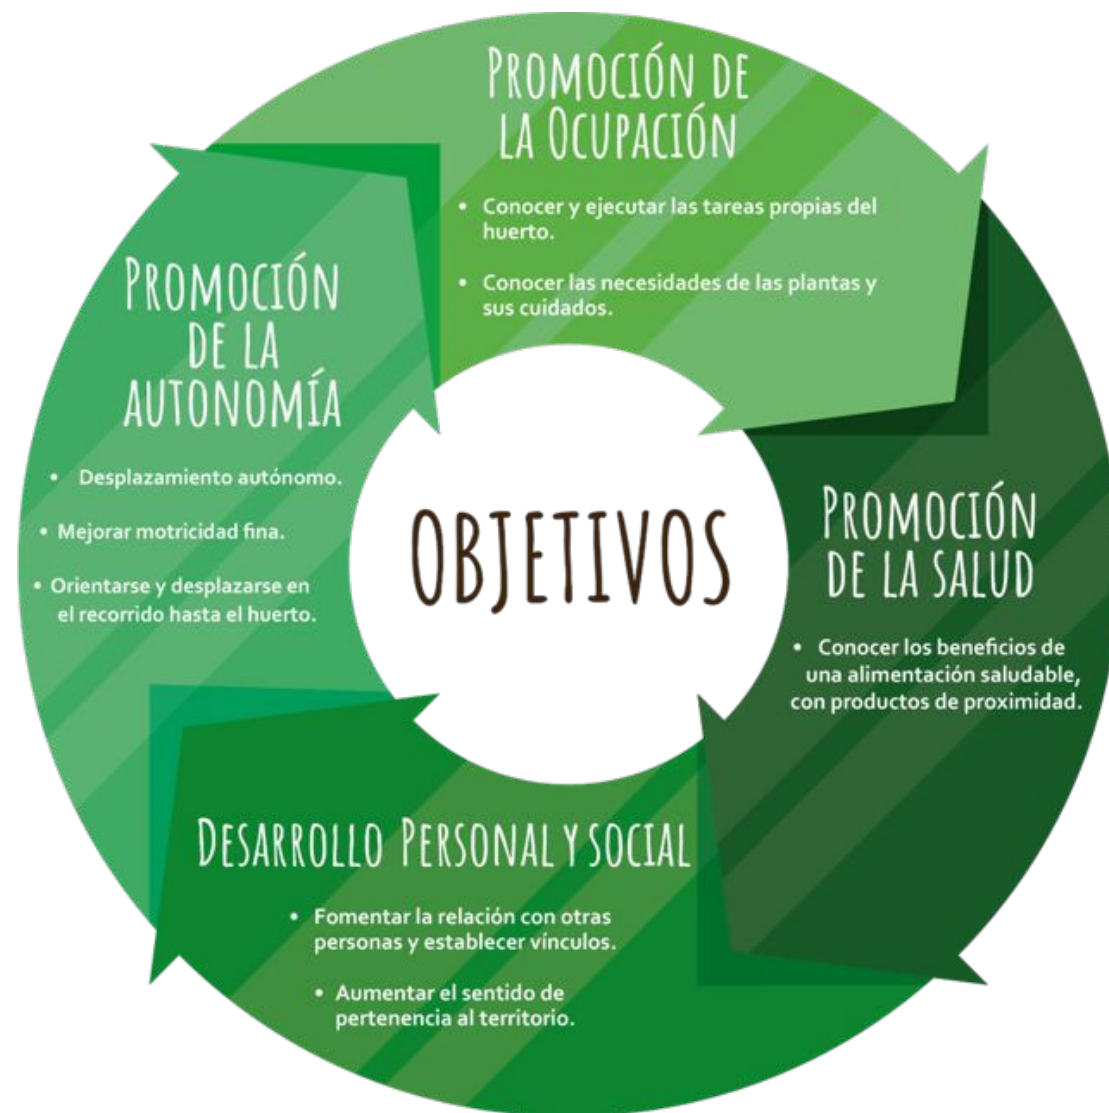 PROMOCIÓN DE
LA OCUPACIÓN
• Conocer y ejecutar las tareas propias del
huerto.
• Conocer las necesidades de las plantas y
sus cuidados.
PROMOCIÓN
DE LA
AUTONOMÍA
• Desplazamiento autónomo.
• Mejorar motricidad fina.
• Orientarse y desplazarse en
el recorrido hasta el huerto.
OBJETIVOS
PROMOCIÓN
DE LA SALUD
• Conocer los beneficios de
una alimentación saludable,
con productos de proximidad.
DESARROLLO PERSONAL Y SOCIAL
• Fomentar la relación con otras
personas y establecer vínculos.
• Aumentar el sentido de
pertenencia al territorio.